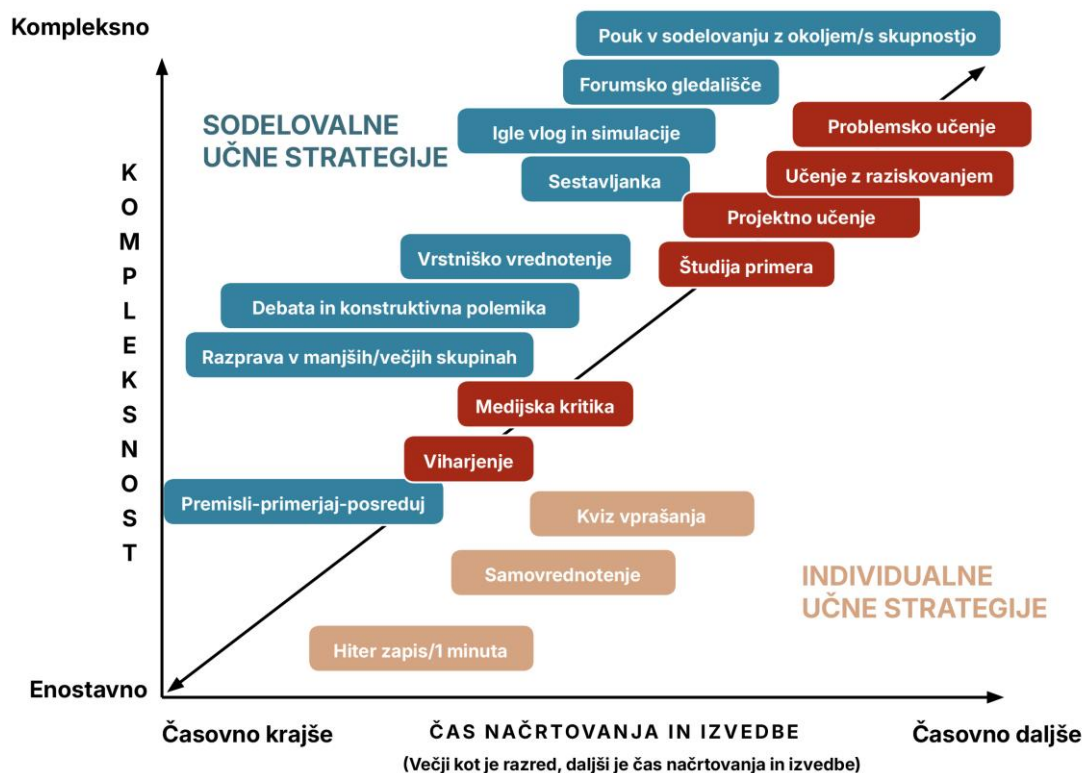 Kompleksno
Pouk v sodelovanju z okoljem/s skupnostjo
Forumsko gledališče
SODELOVALNE
UČNE STRATEGIJE
Igle vlog in simulacije
Problemsko učenje
Sestavljanka
Učenje z raziskovanjem
Projektno učenje
Vrstniško vrednotenje
Študija primera
Debata in konstruktivna polemika
Razprava v manjših/večjih skupinah
KOMPLEKSNOST
Medijska kritika
Viharjenje
Premisli-primerjaj-posreduj
Kviz vprašanja
Samovrednotenje
INDIVIDUALNE
UČNE STRATEGIJE
Hiter zapis/1 minuta
Enostavno
Časovno krajše
ČAS NAČRTOVANJA IN IZVEDBE
Časovno daljše
(Večji kot je razred, daljši je čas načrtovanja in izvedbe)